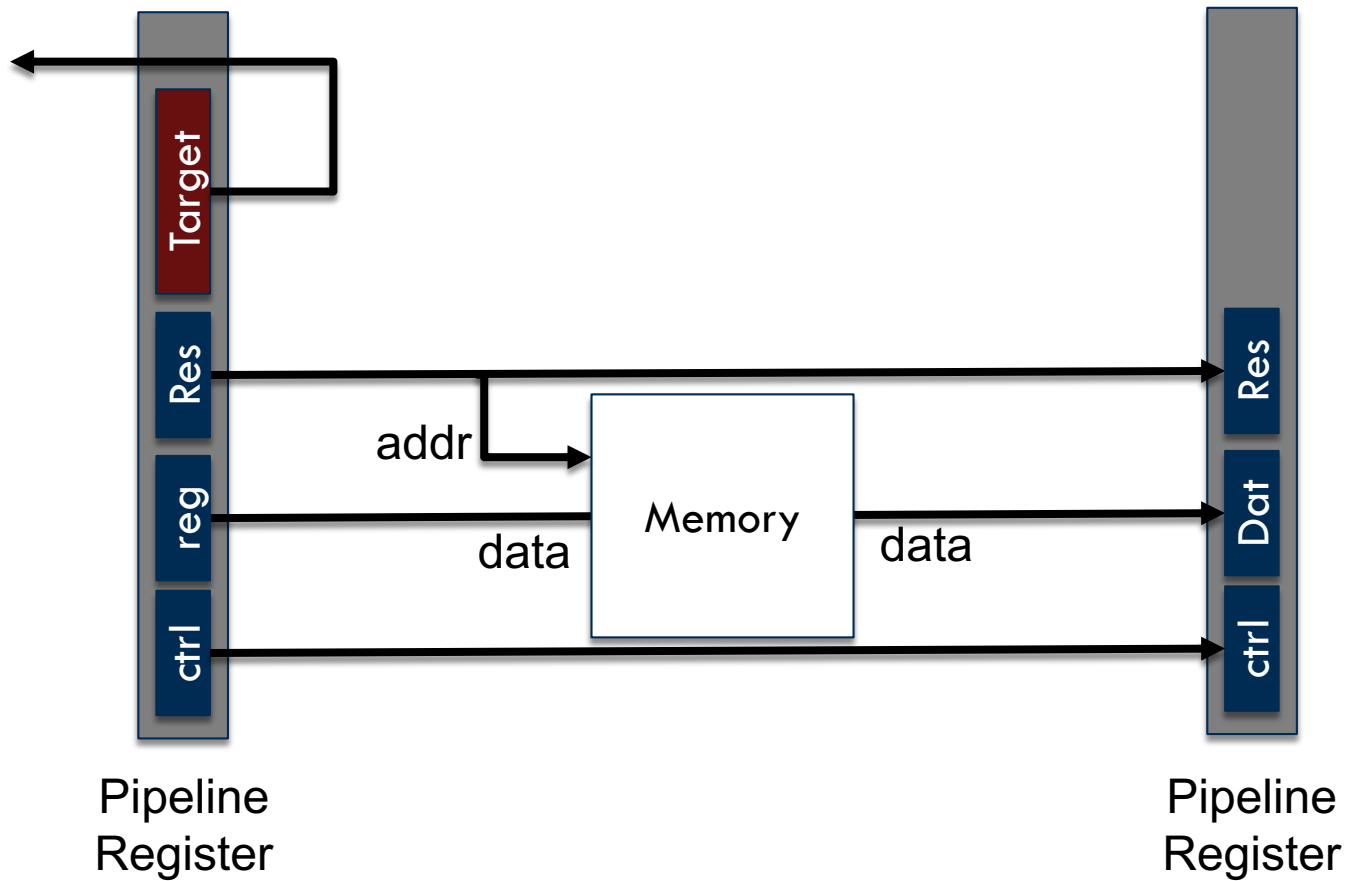 Target
Res
reg
ctrl
addr
data
Memory
data
Res
Dat
ctrl
Pipeline
Register
Pipeline
Register